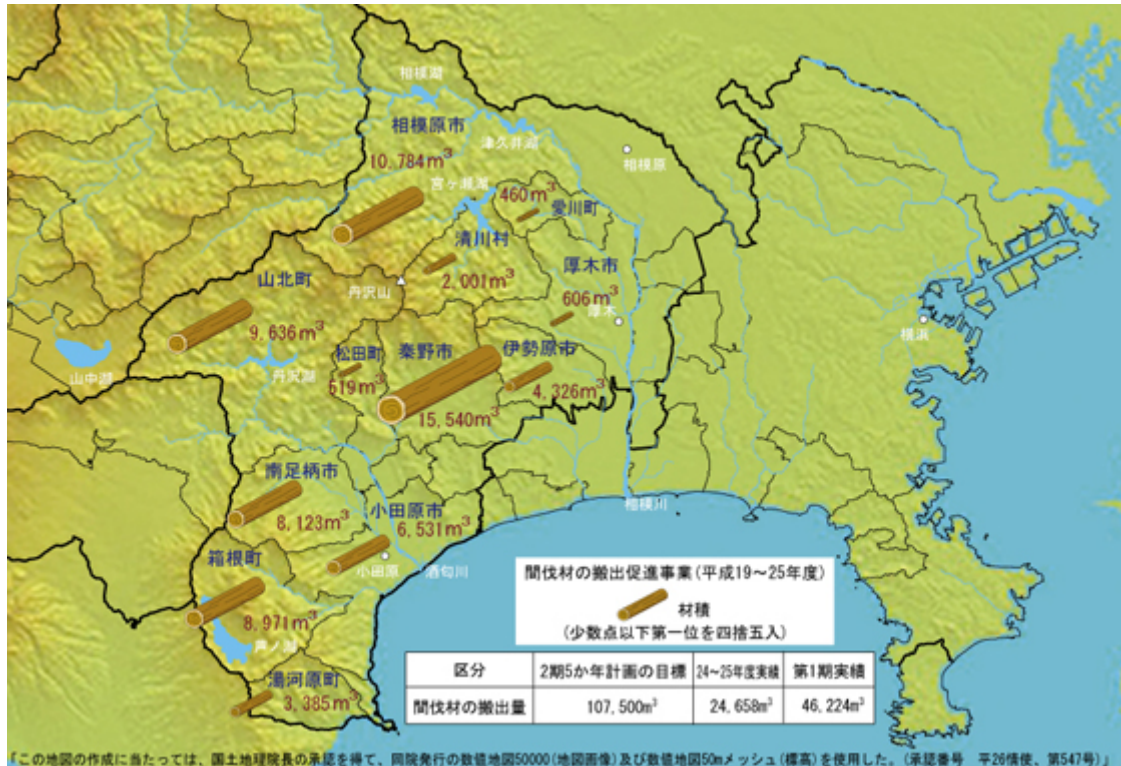 相模湖
相模原市
10,784m³
津久井湖
相模原
宮ヶ瀬湖
460m³
愛川町
清川村
2,001m³
厚木市
606m³
厚木
丹沢山
山北町
9,636m³
山中湖
丹沢湖
松田町
519m³
秦野市
15,540m³
伊勢原市
4,326m³
横浜
南足柄市
8,123m³
小田原市
6,531m³
小田原
酒匂川
相模川
箱根町
8,971m³
芦ノ湖
湯河原町
3,385m³
間伐材の搬出促進事業(平成19～25年度)
材積
(少数点以下第一位を四捨五入)
区分 2期5か年計画の目標 24～25年度実績 第1期実績
間伐材の搬出量 107,500m³ 24,658m³ 46,224m³
「この地図の作成に当たっては、国土地理院長の承認を得て、同院発行の数値地図50000(地図画像)及び数値地図50mメッシュ(標高)を使用した。(承認番号 平26情使、第547号)」